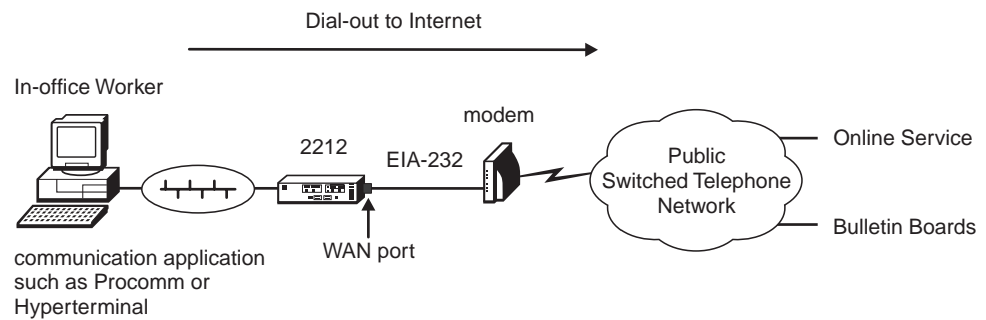 Dial-out to Internet
In-office Worker
modem
2212
EIA-232
Online Service
Public
Switched Telephone
Network
WAN port
Bulletin Boards
communication application
such as Procomm or
Hyperterminal